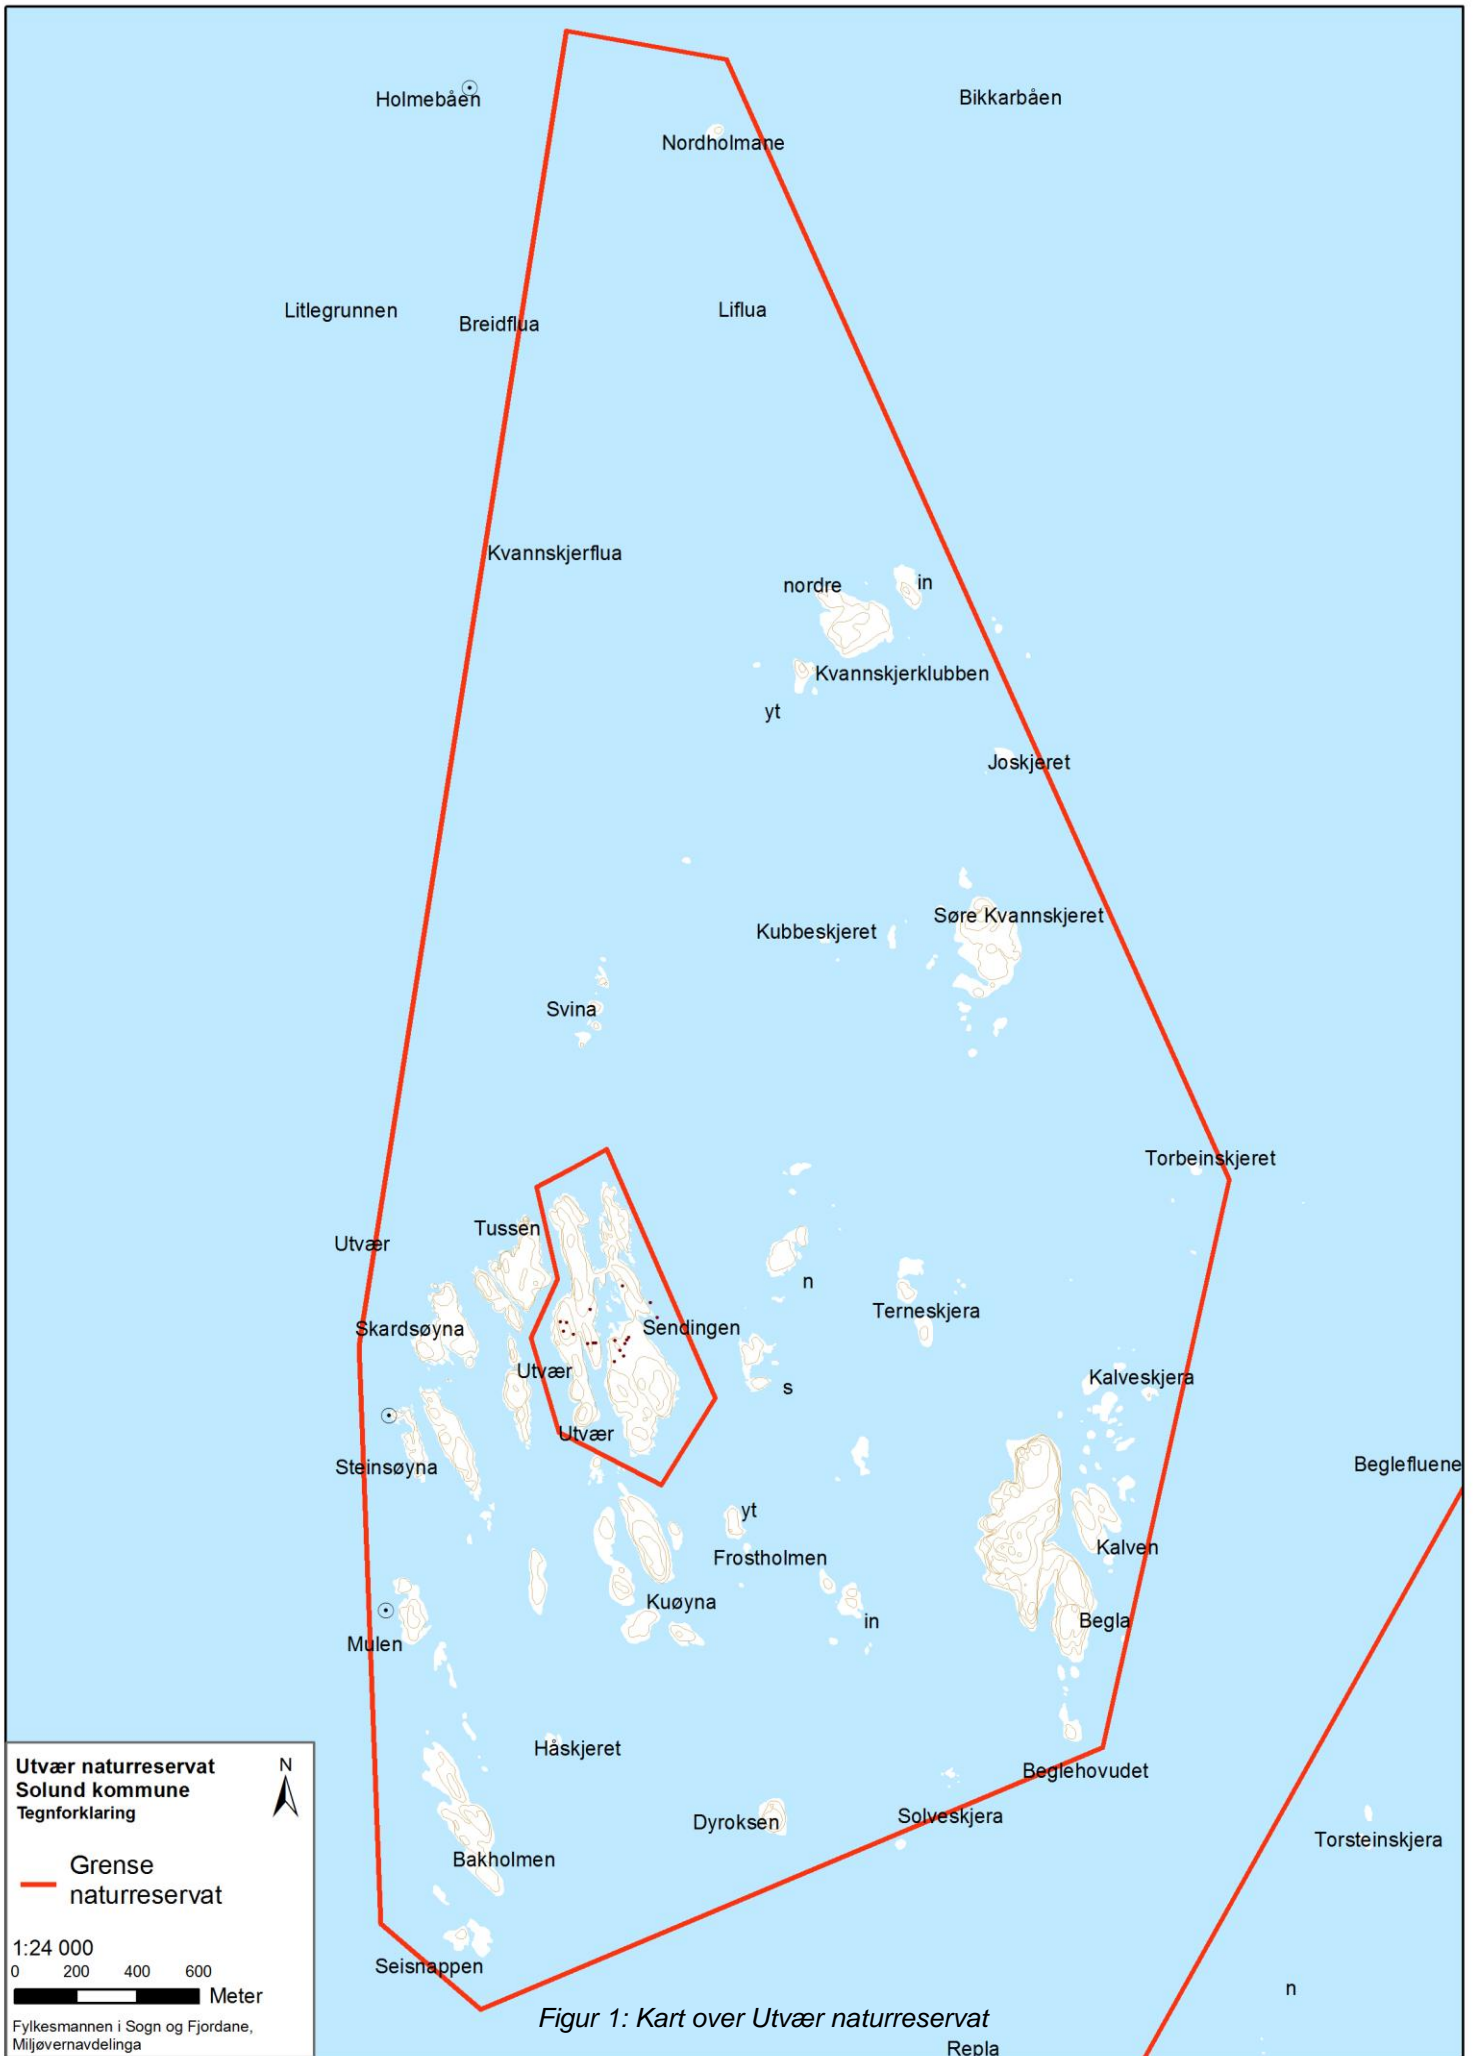 Holmebåen
Bikkarbåen
Nordholmane
Litlegrunnen
Breidflua
Liflua
Kvannskjerflua
nordre
in
Kvannskjerklubben
yt
Joskjeret
Søre Kvannskjeret
Kubbeskjeret
Svina
Torbeinskjeret
Tussen
Utvær
n
Terneskjera
Skardsøyna
Sendingen
Utvær
Kalveskjera
s
Utvær
Steinsøyna
Beglefluene
yt
Kalven
Frostholmen
Kuøyna
in
Begla
Mulen
Håskjeret
Beglehovudet
Dyroksen
Solveskjera
Torsteinskjera
Bakholmen
Seisnappen
n
Repla
Utvær naturreservat
Solund kommune
Tegnforklaring
N
Grense
naturreservat
1:24 000
0 200 400 600
Meter
Fylkesmannen i Sogn og Fjordane,
Miljøvernavdelinga
Figur 1: Kart over Utvær naturreservat